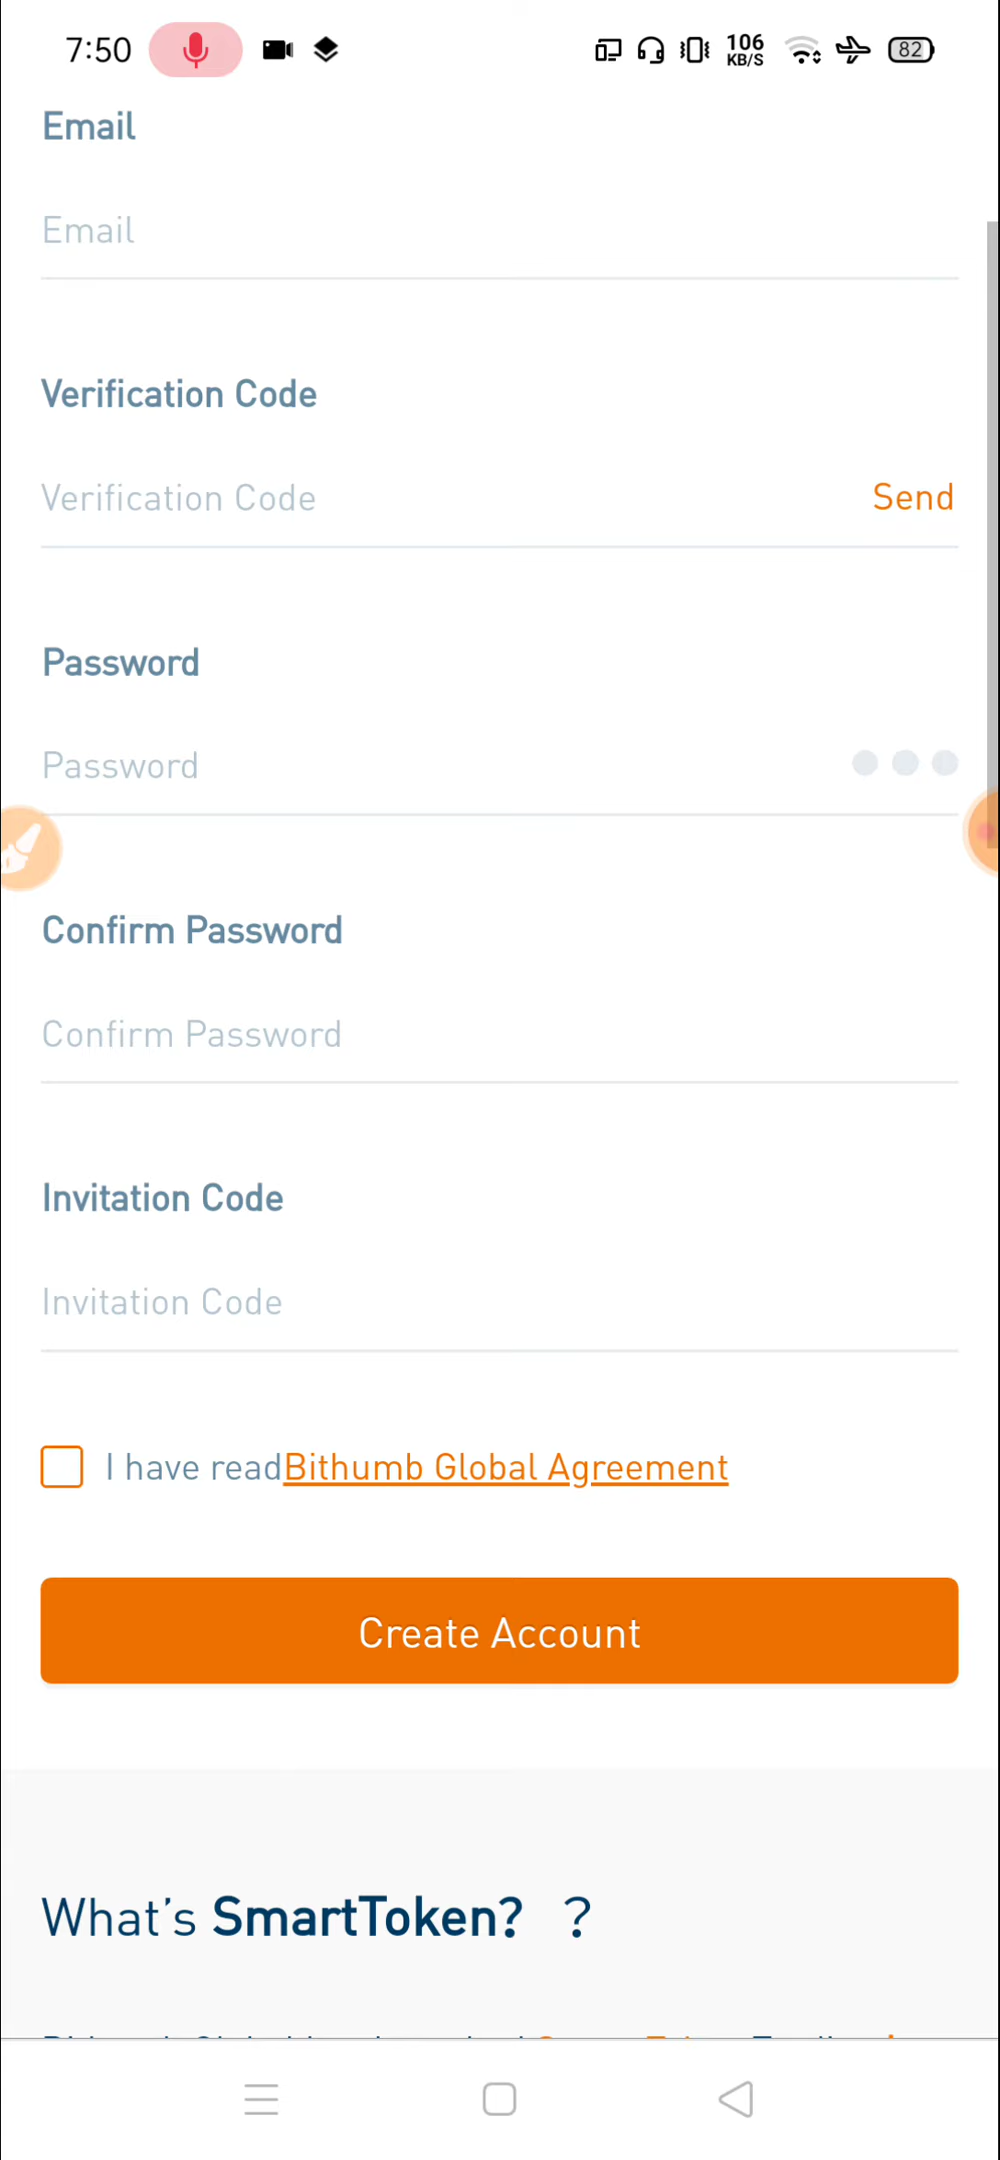 7:50
106
KB/S
82
Email
Email
Verification Code
Verification Code
Send
Password
Password
Confirm Password
Confirm Password
Invitation Code
Invitation Code
I have readBithumb Global Agreement
Create Account
What’s SmartToken? ?